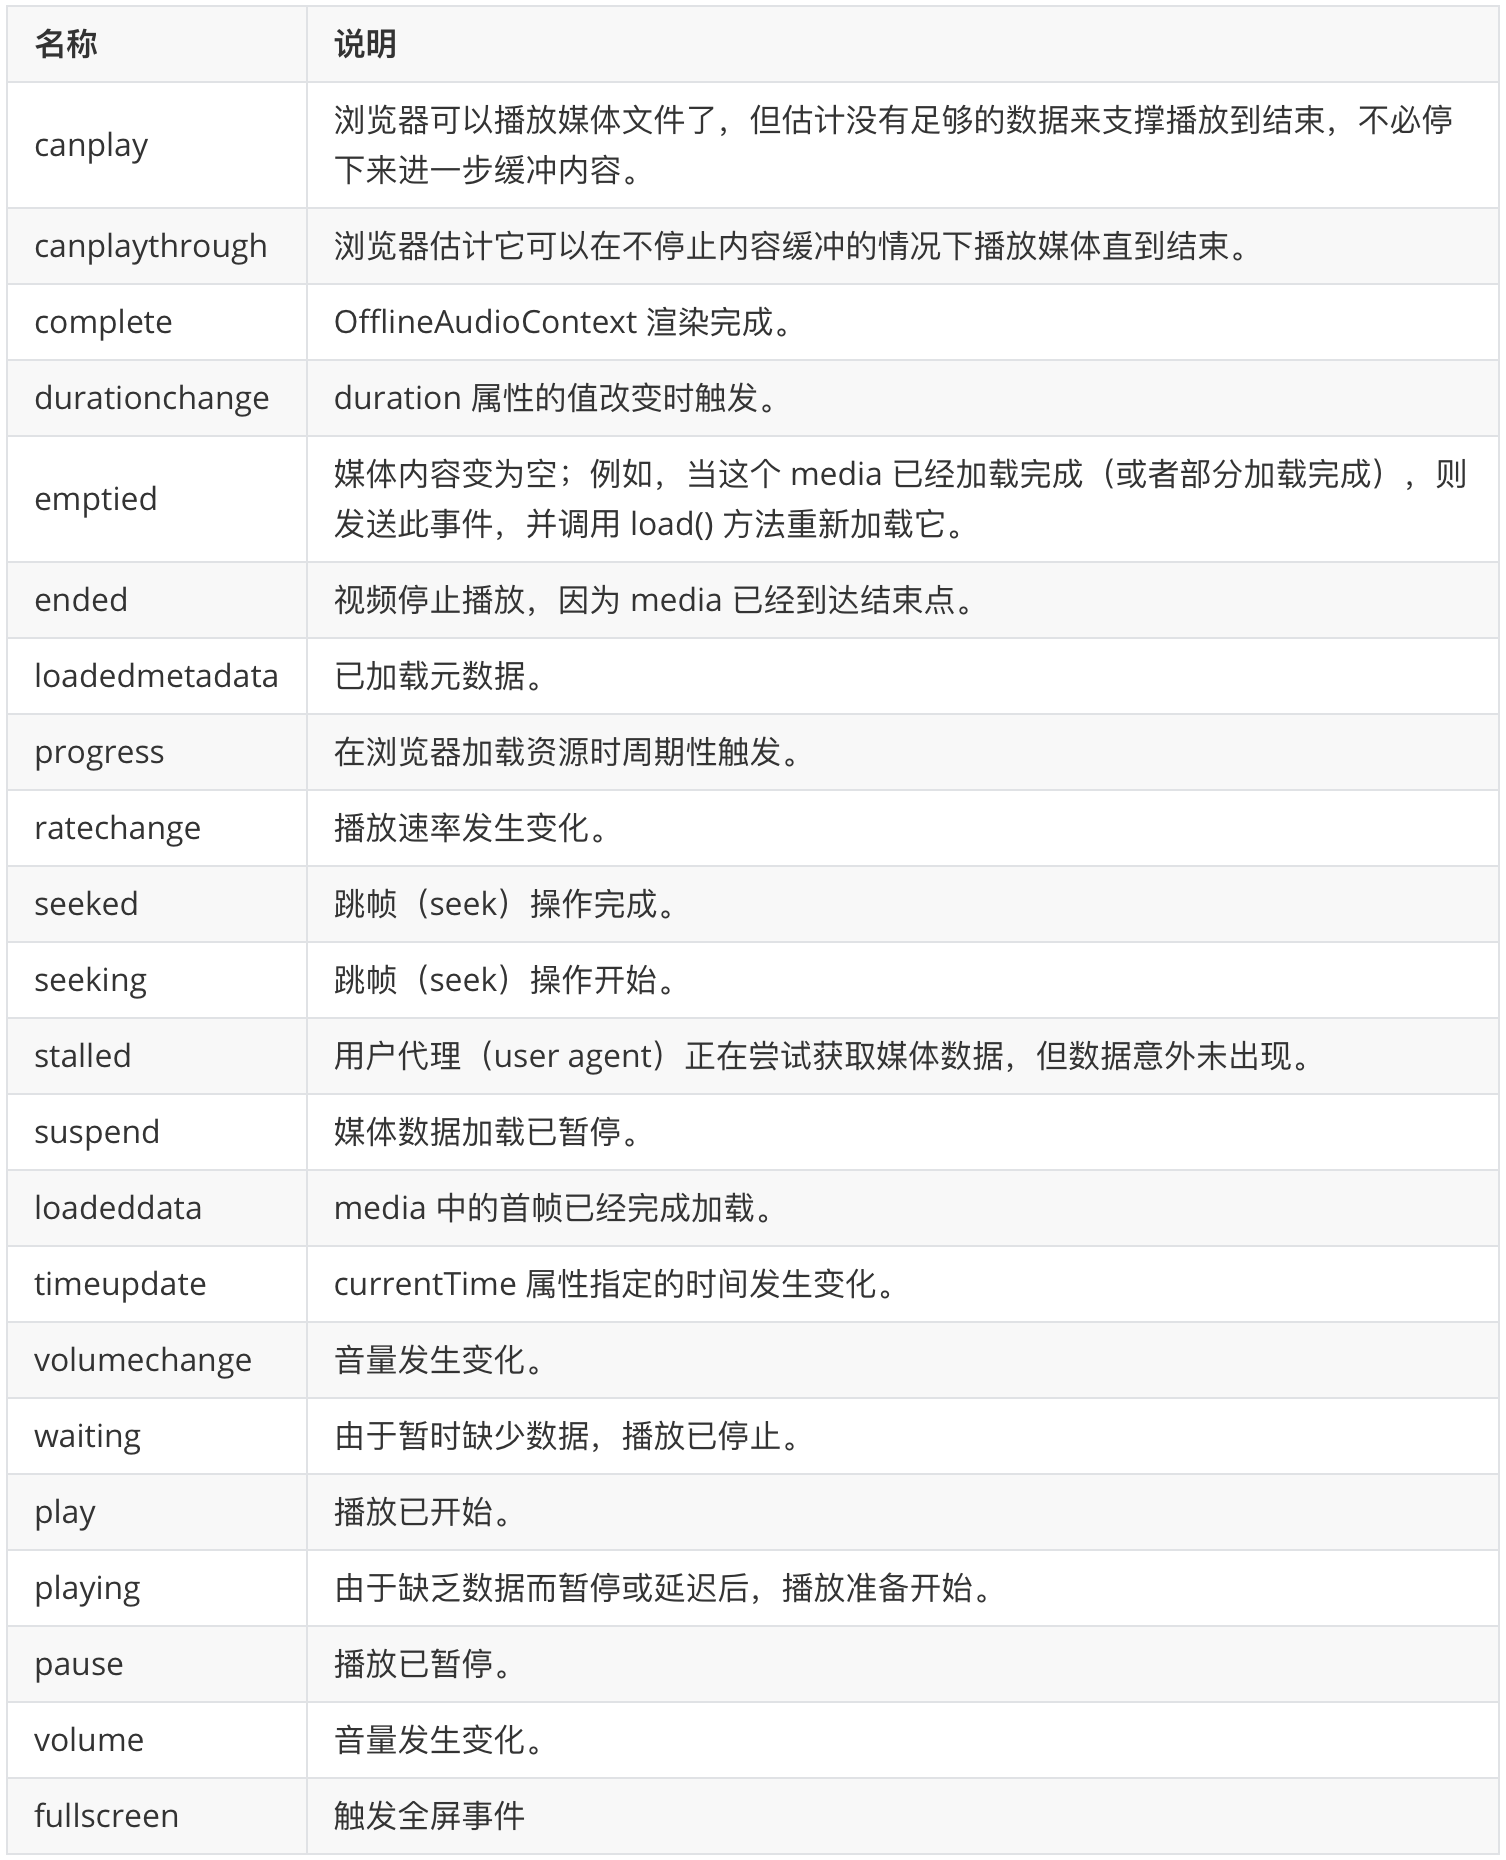 名称 说明
canplay 浏览器可以播放媒体文件了，但估计没有足够的数据来支撑播放到结束，不必停
下来进一步缓冲内容。
canplaythrough 浏览器估计它可以在不停止内容缓冲的情况下播放媒体直到结束。
complete OfflineAudioContext 渲染完成。
durationchange duration 属性的值改变时触发。
emptied 媒体内容变为空；例如，当这个 media 已经加载完成（或者部分加载完成），则
发送此事件，并调用 load() 方法重新加载它。
ended 视频停止播放，因为 media 已经到达结束点。
loadedmetadata 已加载元数据。
progress 在浏览器加载资源时周期性触发。
ratechange 播放速率发生变化。
seeked 跳帧（seek）操作完成。
seeking 跳帧（seek）操作开始。
stalled 用户代理（user agent）正在尝试获取媒体数据，但数据意外未出现。
suspend 媒体数据加载已暂停。
loadeddata media 中的首帧已经完成加载。
timeupdate currentTime 属性指定的时间发生变化。
volumechange 音量发生变化。
waiting 由于暂时缺少数据，播放已停止。
play 播放已开始。
playing 由于缺乏数据而暂停或延迟后，播放准备开始。
pause 播放已暂停。
volume 音量发生变化。
fullscreen 触发全屏事件